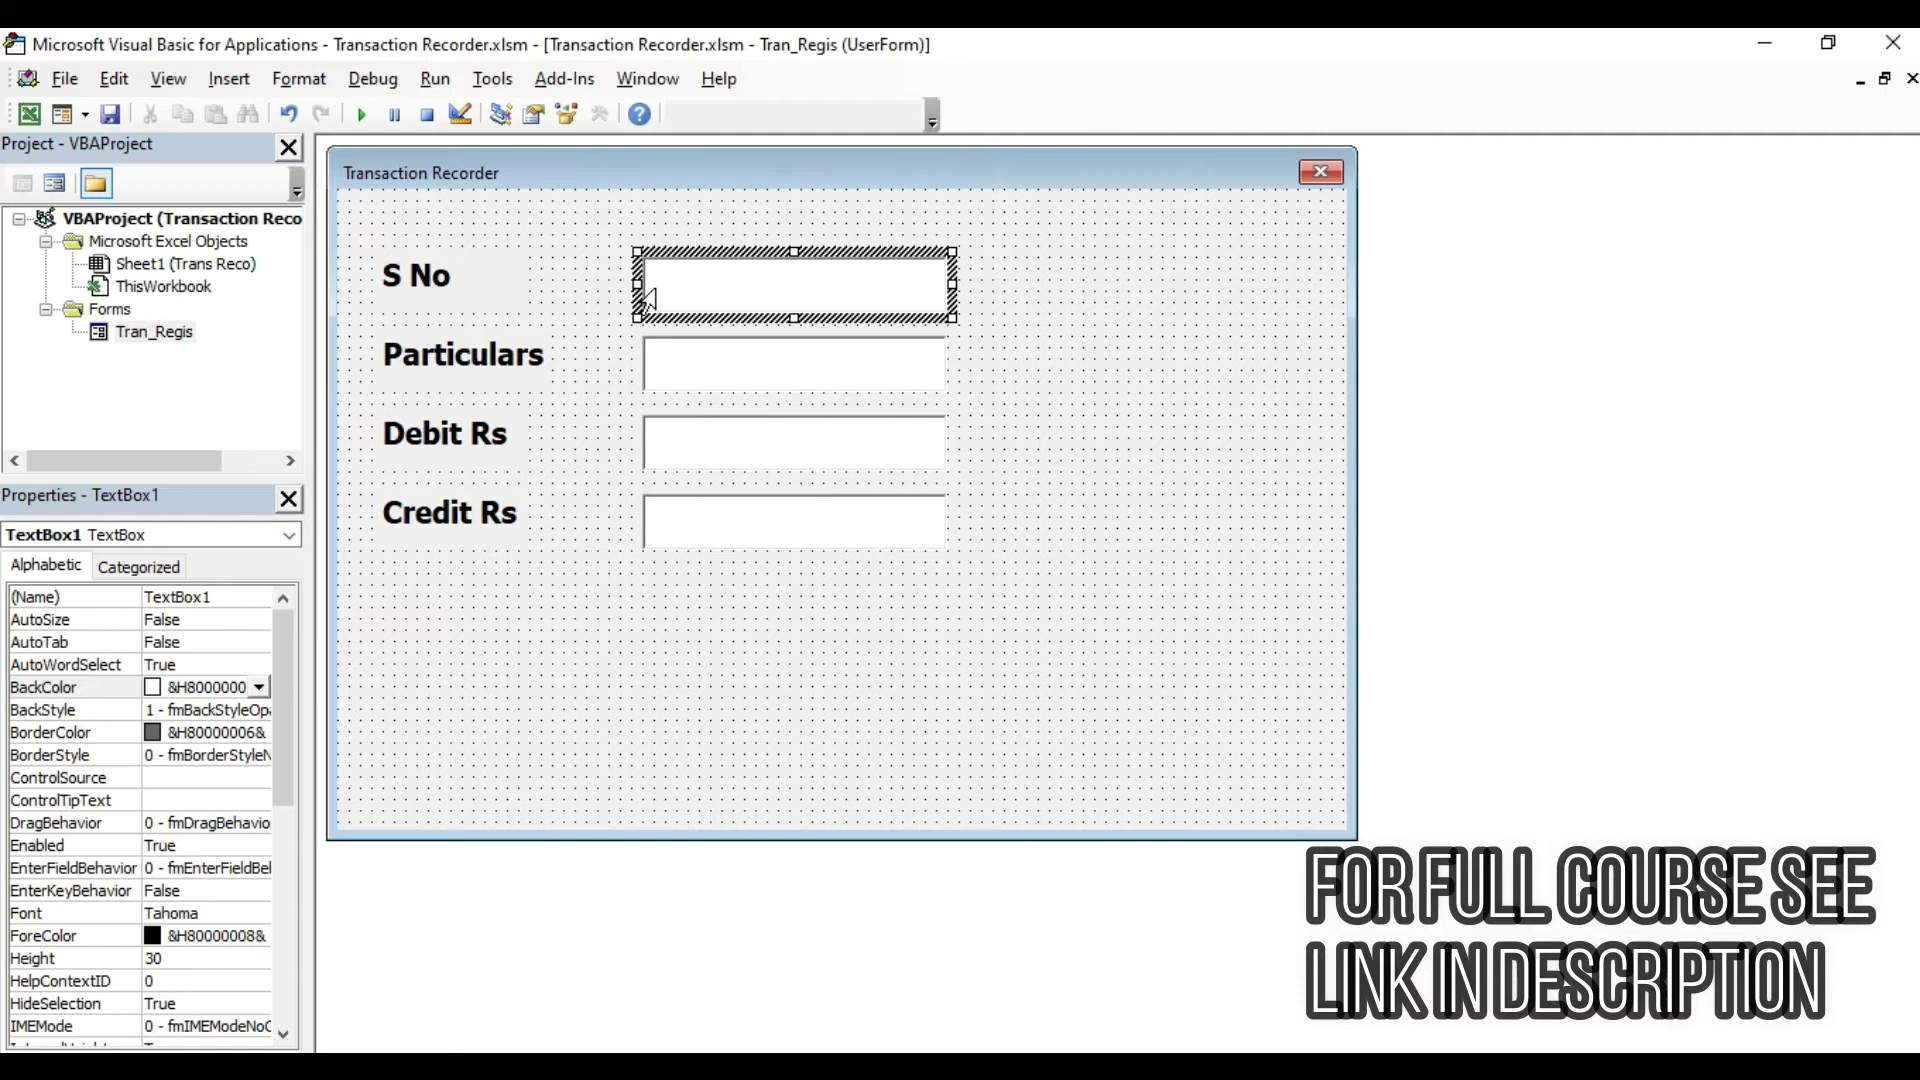 Microsoft Visual Basic for Applications - Transaction Recorder.xlsm - [Transaction Recorder.xlsm - Tran_Regis (UserForm)]
File Edit View Insert Format Debug Run Tools Add-Ins Window Help
Project - VBAProject
VBAProject (Transaction Reco
Microsoft Excel Objects
Sheet1 (Trans Reco)
ThisWorkbook
Forms
Tran_Regis
Properties - TextBox1
TextBox1 TextBox
Alphabetic Categorized
(Name) TextBox1
AutoSize False
AutoTab False
AutoWordSelect True
BackColor &H8000000
BackStyle 1 - fmBackStyleOpa
BorderColor &H80000006&
BorderStyle 0 - fmBorderStyleN
ControlSource
ControlTipText
DragBehavior 0 - fmDragBehavio
Enabled True
EnterFieldBehavior 0 - fmEnterFieldBel
EnterKeyBehavior False
Font Tahoma
ForeColor &H80000008&
Height 30
HelpContextID 0
HideSelection True
IMEMode 0 - fmIMEModeNoC
Transaction Recorder
S No
Particulars
Debit Rs
Credit Rs
FOR FULL COURSE SEE
LINK IN DESCRIPTION